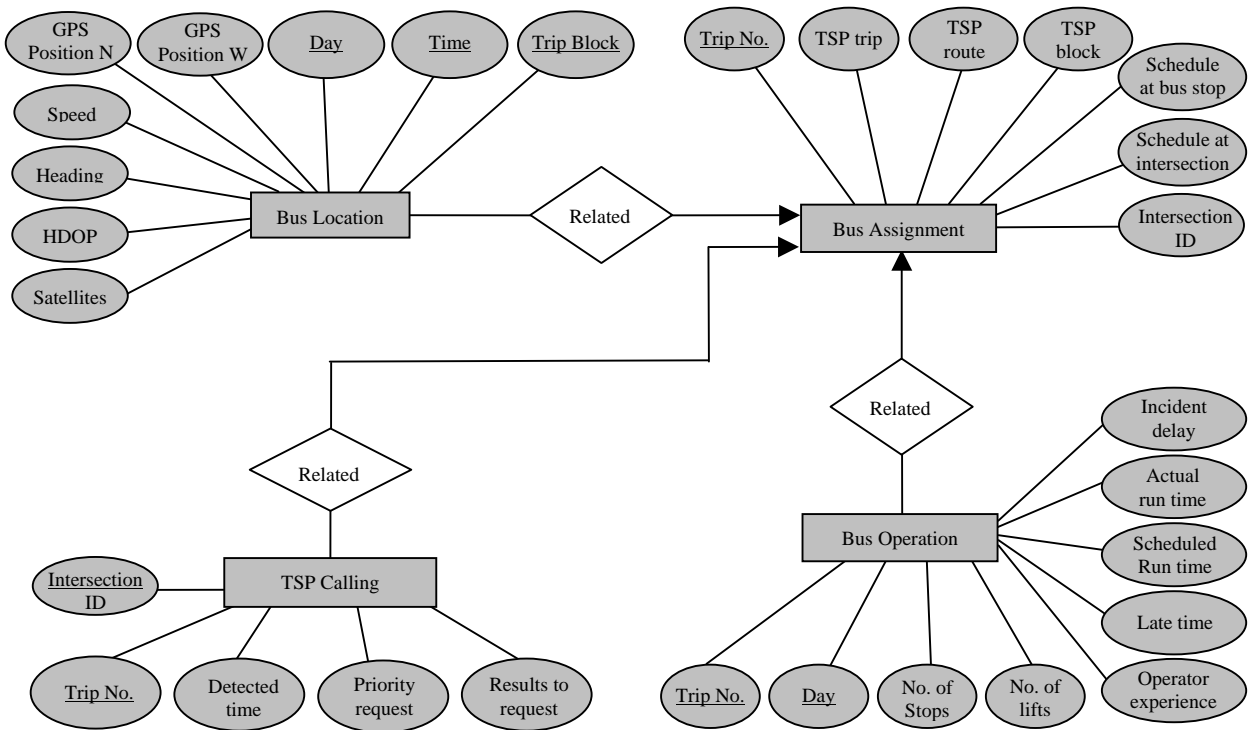 GPS
Position N
GPS
Position W
Day
Time
Trip Block
Speed
Heading
HDOP
Satellites
Bus Location
Related
Trip No.
TSP trip
TSP
route
TSP
block
Schedule
at bus stop
Schedule at
intersection
Intersection
ID
Bus Assignment
Related
Related
Intersection
ID
TSP Calling
Trip No.
Detected
time
Priority
request
Results to
request
Bus Operation
Incident
delay
Actual
run time
Scheduled
Run time
Late time
Operator
experience
Trip No.
Day
No. of
Stops
No. of
lifts